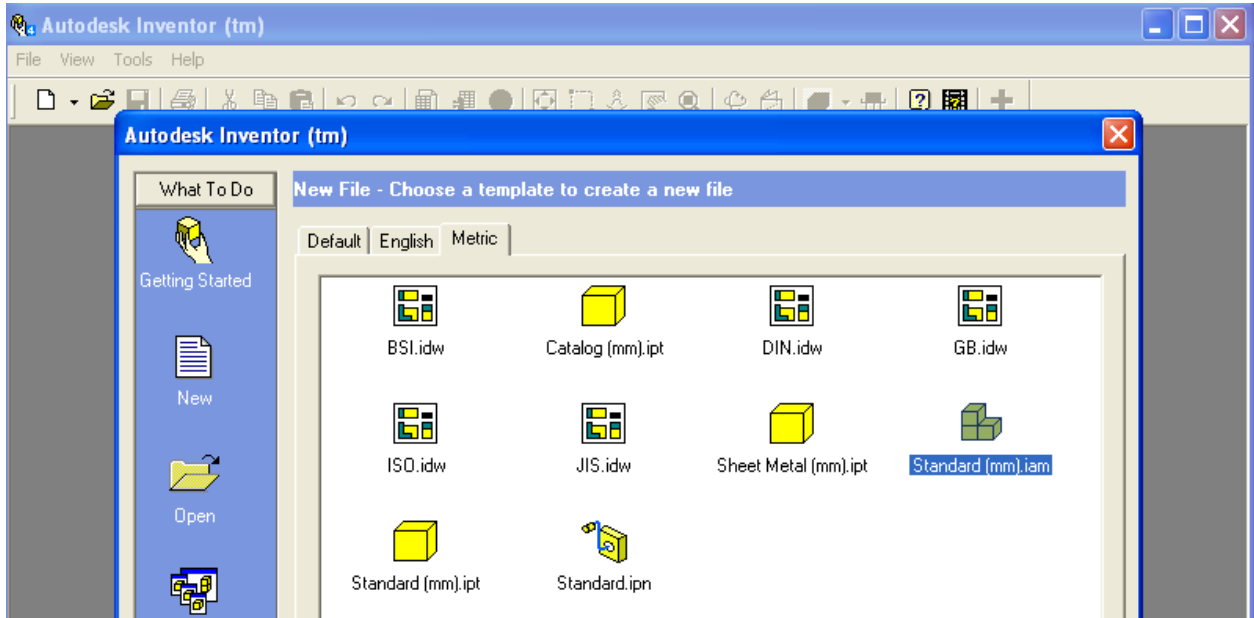 Autodesk Inventor (tm)
File View Tools Help
Autodesk Inventor (tm)
What To Do
New File - Choose a template to create a new file
Default English Metric
Getting Started
BSI.idw Catalog (mm).ipt DIN.idw GB.idw
New
ISO.idw JIS.idw Sheet Metal (mm).ipt Standard (mm).iam
Open
Standard (mm).ipt Standard.ipn